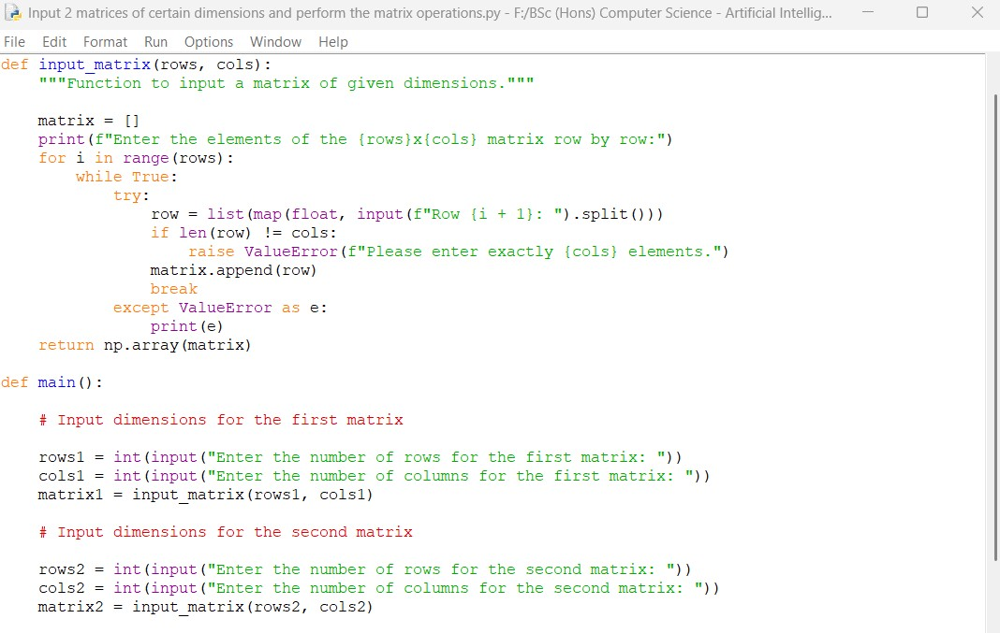 Input 2 matrices of certain dimensions and perform the matrix operations.py - F:/BSc (Hons) Computer Science - Artificial Intellig...
File Edit Format Run Options Window Help
def input_matrix(rows, cols):
    """Function to input a matrix of given dimensions."""

    matrix = []
    print(f"Enter the elements of the {rows}x{cols} matrix row by row:")
    for i in range(rows):
        while True:
            try:
                row = list(map(float, input(f"Row {i + 1}: ").split()))
                if len(row) != cols:
                    raise ValueError(f"Please enter exactly {cols} elements.")
                matrix.append(row)
                break
            except ValueError as e:
                print(e)
    return np.array(matrix)

def main():

    # Input dimensions for the first matrix

    rows1 = int(input("Enter the number of rows for the first matrix: "))
    cols1 = int(input("Enter the number of columns for the first matrix: "))
    matrix1 = input_matrix(rows1, cols1)

    # Input dimensions for the second matrix

    rows2 = int(input("Enter the number of rows for the second matrix: "))
    cols2 = int(input("Enter the number of columns for the second matrix: "))
    matrix2 = input_matrix(rows2, cols2)